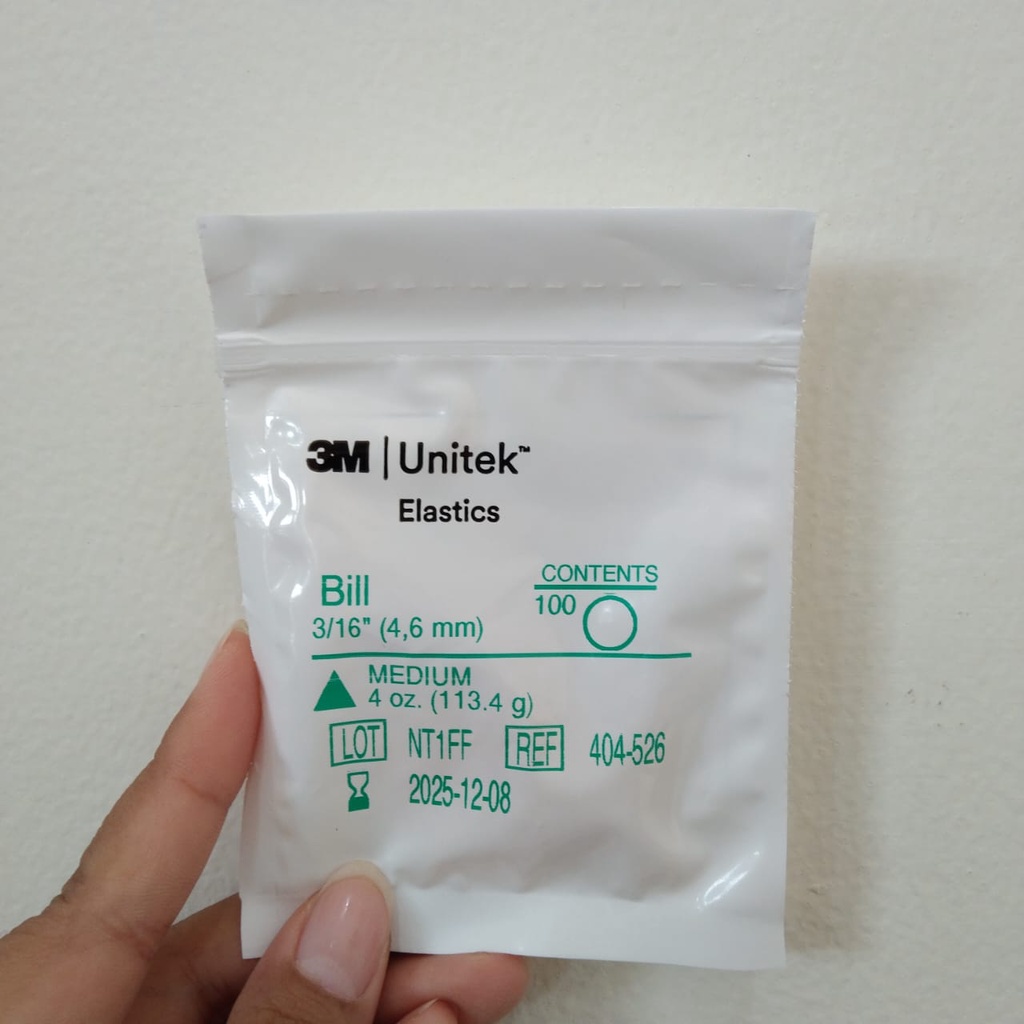 3M | Unitek™
Elastics
Bill
3/16" (4,6 mm)
CONTENTS
100
MEDIUM
4 oz. (113.4 g)
LOT NT1FF REF 404-526
2025-12-08